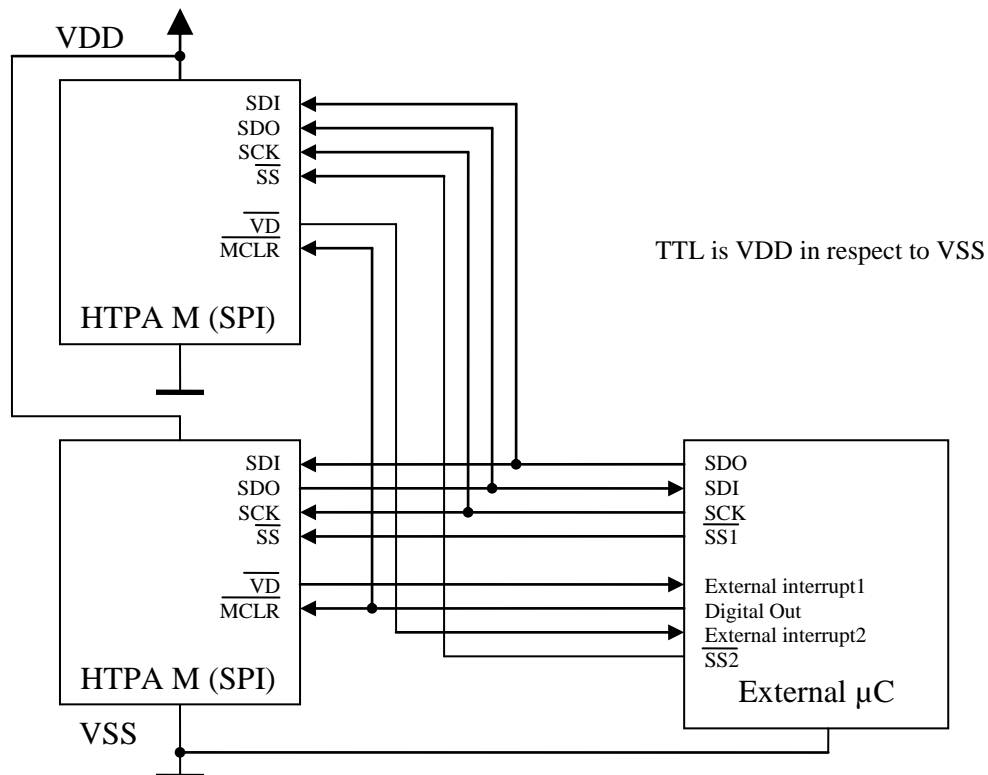 VDD
SDI
SDO
SCK
SS
VD
MCLR
HTPA M (SPI)
TTL is VDD in respect to VSS
SDI
SDO
SCK
SS
VD
MCLR
HTPA M (SPI)
VSS
SDO
SDI
SCK
SS1
External interrupt1
Digital Out
External interrupt2
SS2
External µC